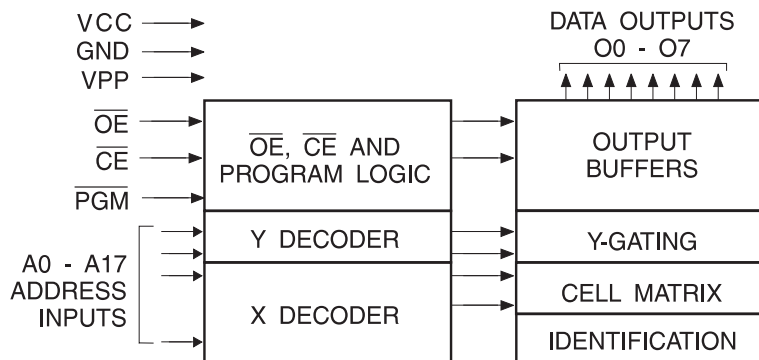 VCC
GND
VPP
OE
CE
PGM
A0 - A17
ADDRESS
INPUTS
OE, CE AND
PROGRAM LOGIC
Y DECODER
X DECODER
DATA OUTPUTS
O0 - O7
OUTPUT
BUFFERS
Y-GATING
CELL MATRIX
IDENTIFICATION